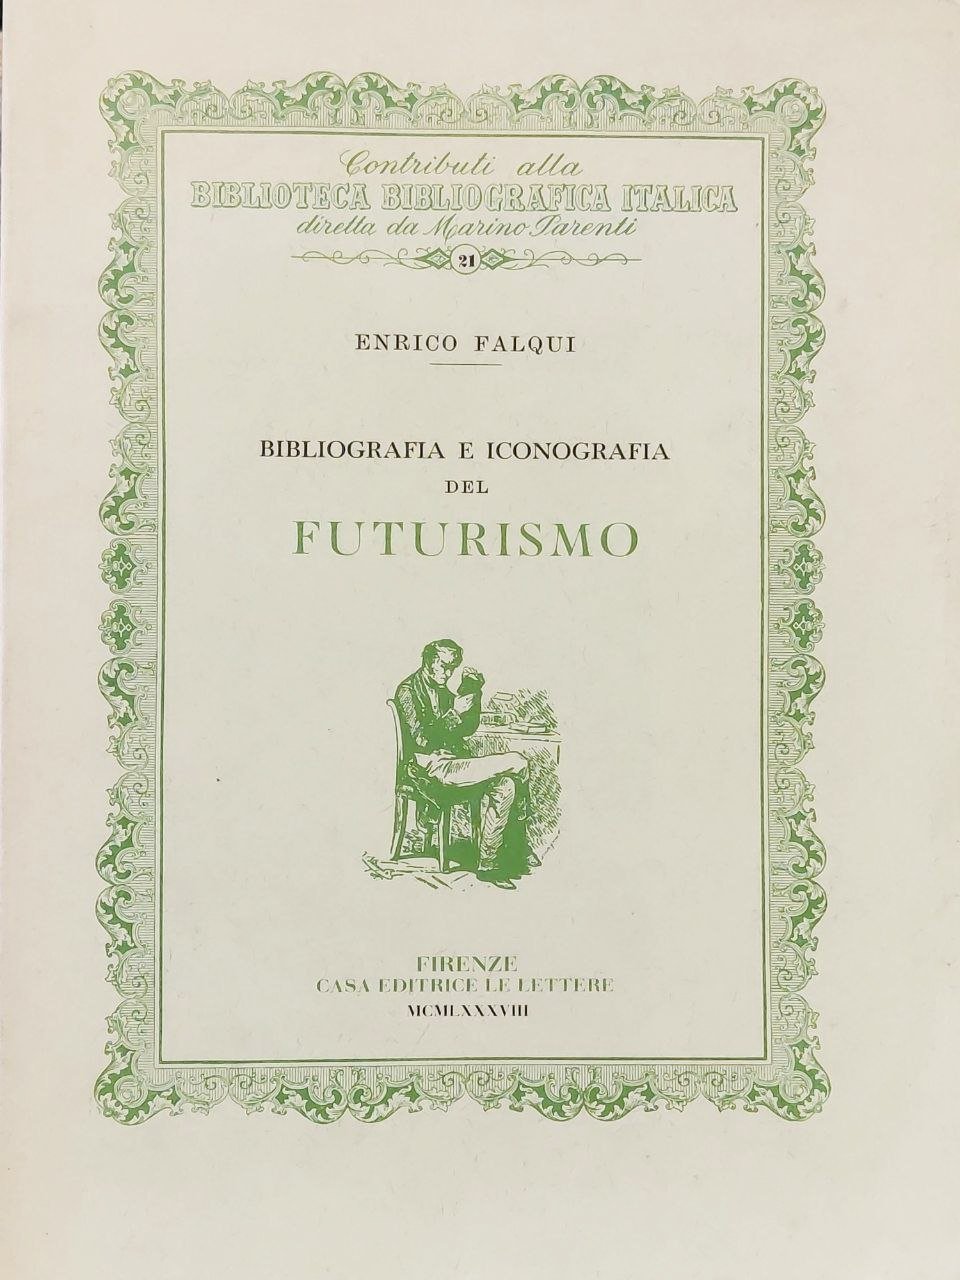 Contributi alla
BIBLIOTECA BIBLIOGRAFICA ITALICA
diretta da Marino Parenti
21
ENRICO FALQUI
BIBLIOGRAFIA E ICONOGRAFIA
DEL
FUTURISMO
FIRENZE
CASA EDITRICE LE LETTERE
MCMLXXXVIII